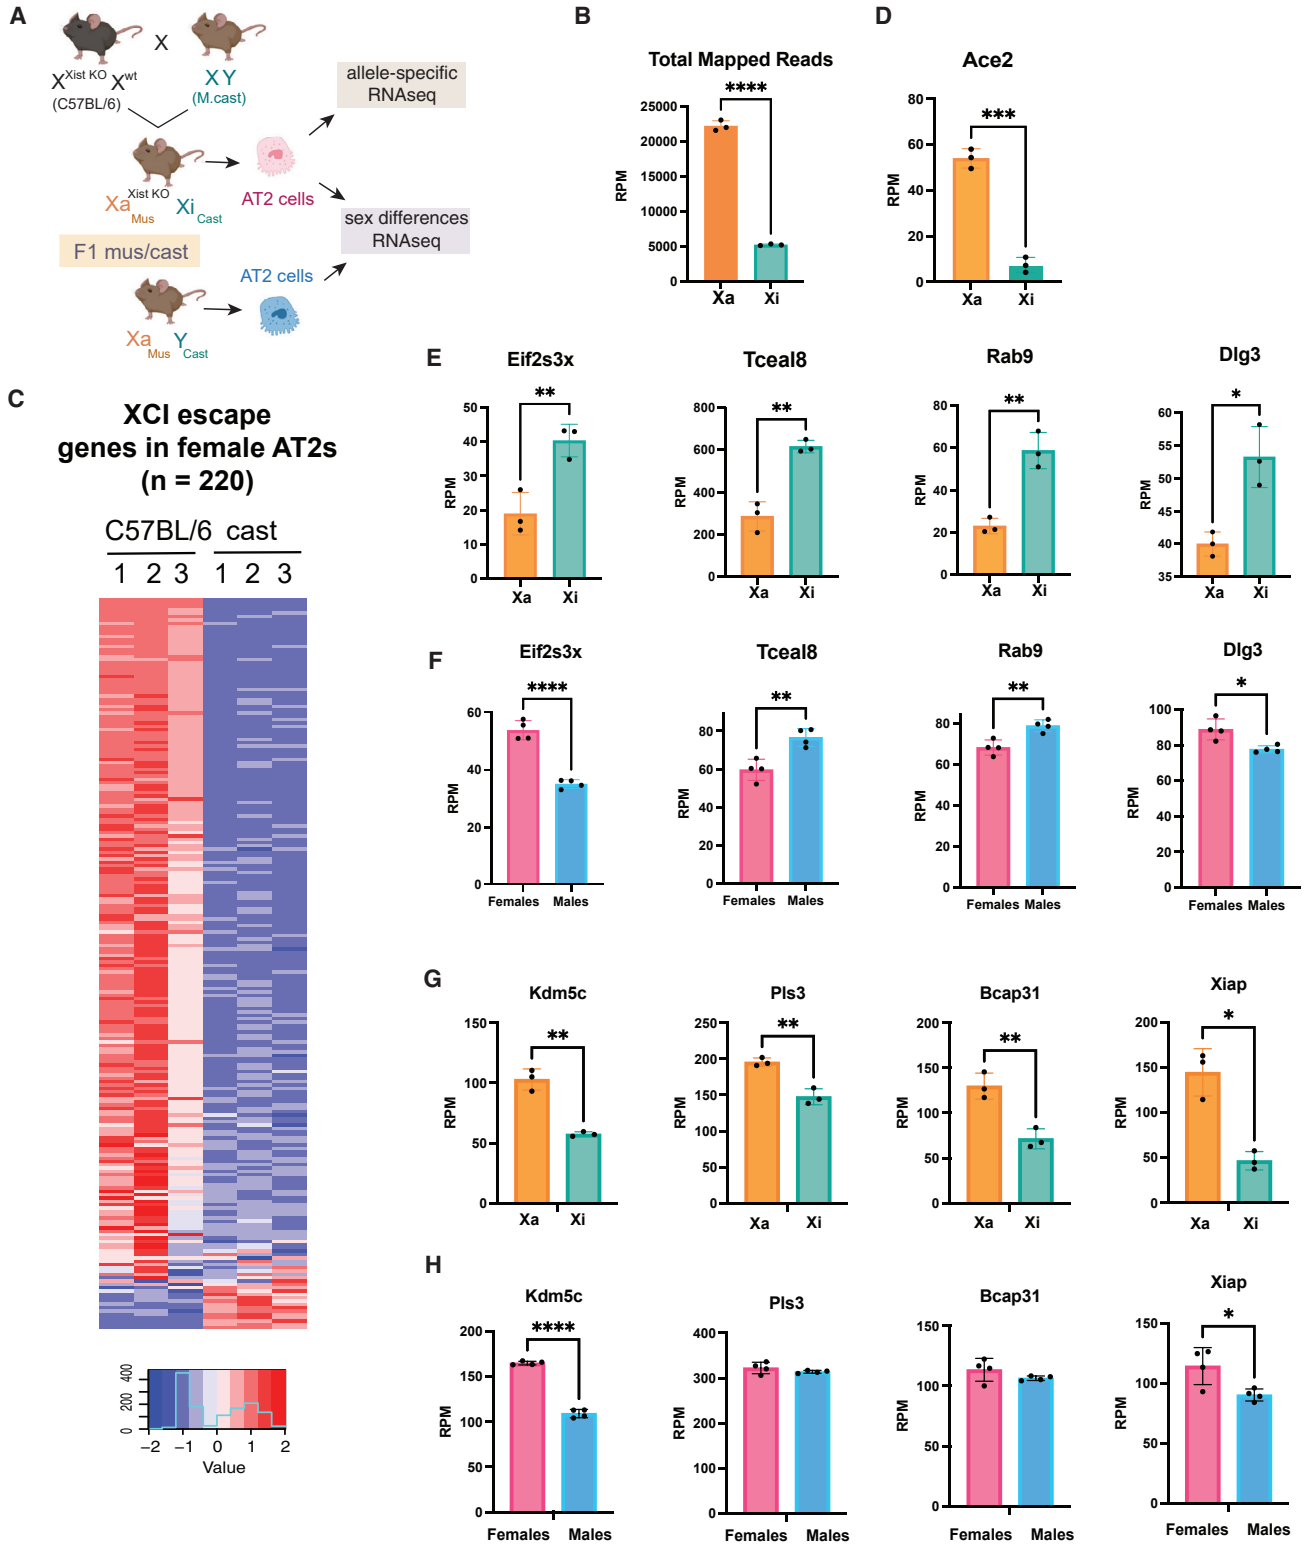 A
X
X^Xist KO X^wt
(C57BL/6)
X Y
(M.cast)
allele-specific
RNAseq
Xist KO
Xa Mus Xi Cast
AT2 cells
sex differences
RNAseq
F1 mus/cast
AT2 cells
Xa Mus Y Cast
B
Total Mapped Reads
****
RPM
25000
20000
15000
10000
5000
0
Xa Xi
D
Ace2
***
RPM
80
60
40
20
0
Xa Xi
C
XCI escape
genes in female AT2s
(n = 220)
C57BL/6 cast
1 2 3 1 2 3
0 200 400
−2 −1 0 1 2
Value
E
Eif2s3x
**
RPM
50
40
30
20
10
0
Xa Xi
Tceal8
**
RPM
800
600
400
200
0
Xa Xi
Rab9
**
RPM
80
60
40
20
0
Xa Xi
Dlg3
*
RPM
60
55
50
45
40
35
Xa Xi
F
Eif2s3x
****
RPM
60
40
20
0
Females Males
Tceal8
**
RPM
80
60
40
20
0
Females Males
Rab9
**
RPM
80
60
40
20
0
Females Males
Dlg3
*
RPM
100
80
60
40
20
0
Females Males
G
Kdm5c
**
RPM
150
100
50
0
Xa Xi
Pls3
**
RPM
250
200
150
100
50
0
Xa Xi
Bcap31
**
RPM
200
150
100
50
0
Xa Xi
Xiap
*
RPM
200
150
100
50
0
Xa Xi
H
Kdm5c
****
RPM
200
150
100
50
0
Females Males
Pls3
RPM
400
300
200
100
0
Females Males
Bcap31
RPM
150
100
50
0
Females Males
Xiap
*
RPM
150
100
50
0
Females Males